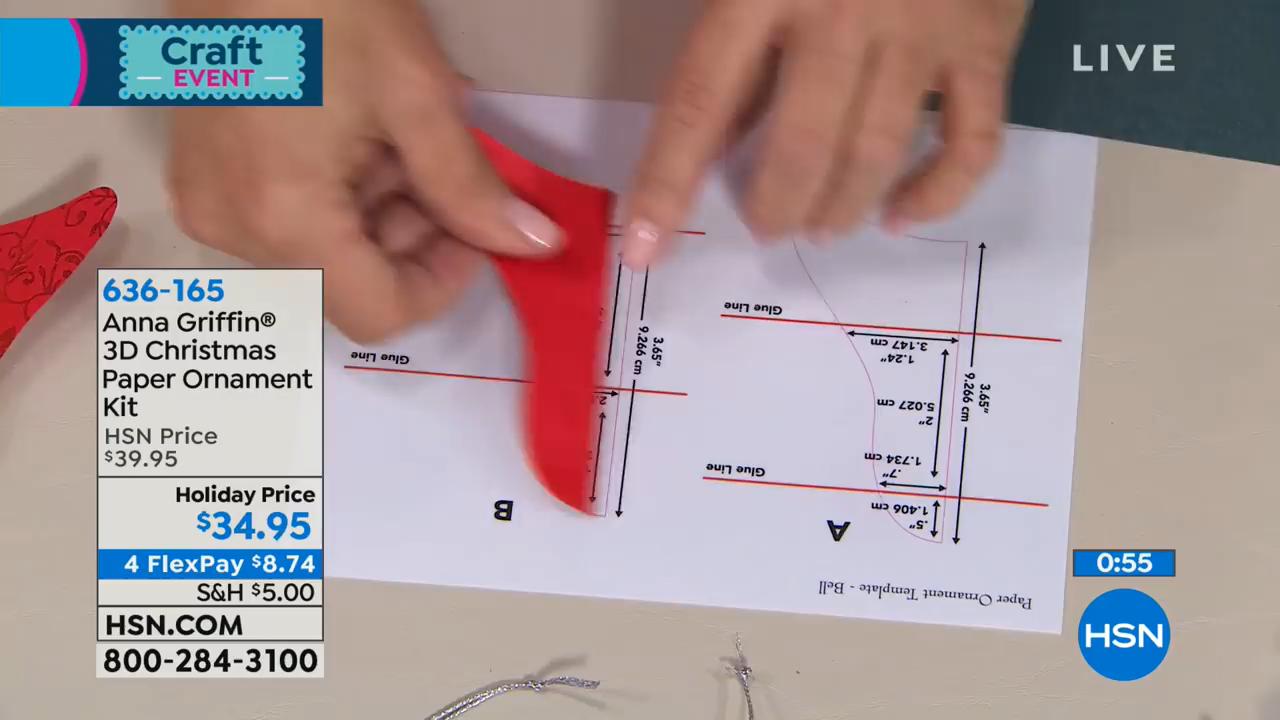 Craft
EVENT
LIVE
636-165
Anna Griffin®
3D Christmas
Paper Ornament
Kit
HSN Price
$39.95
Holiday Price
$34.95
4 FlexPay $8.74
S&H $5.00
HSN.COM
800-284-3100
Glue Line
3.65"
9.266 cm
B
Glue Line
3.147 cm
1.24"
5.027 cm
2"
3.65"
9.266 cm
1.734 cm
.7"
Glue Line
1.406 cm
.5"
A
Paper Ornament Template - Bell
0:55
HSN